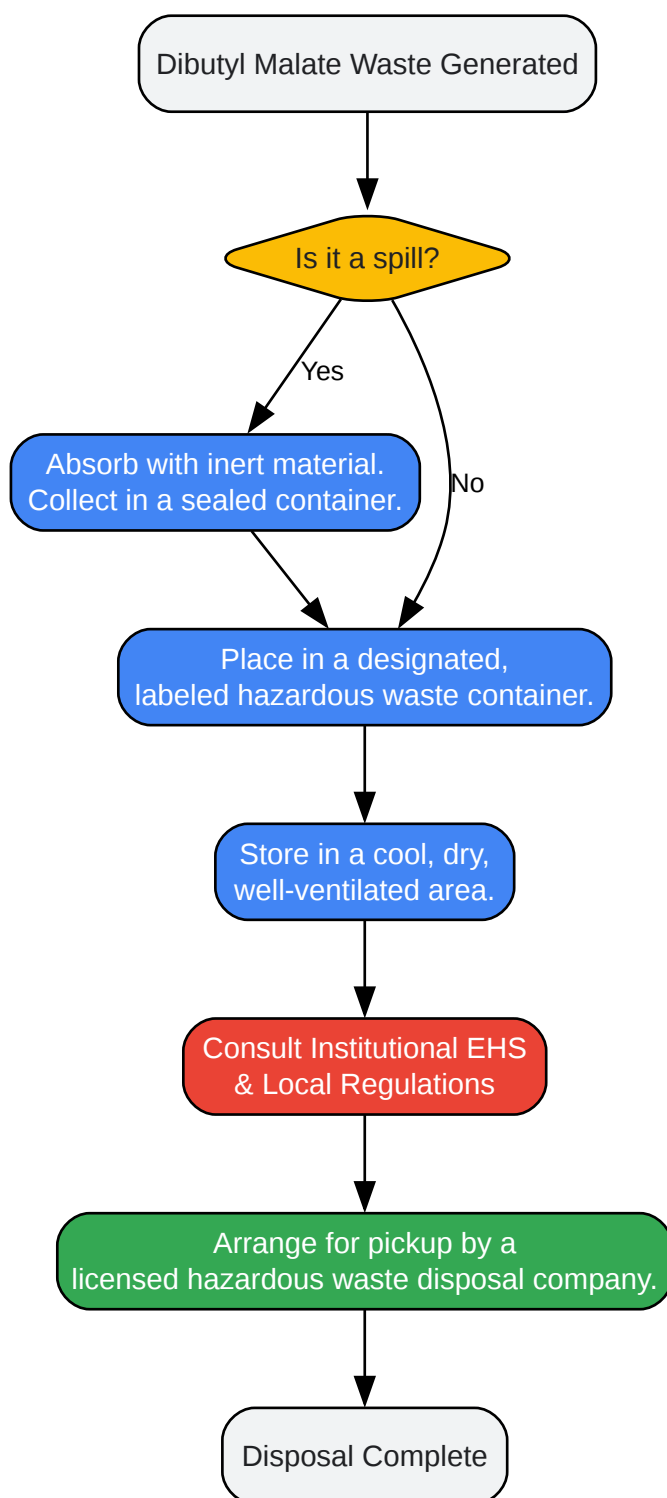 Dibutyl Malate Waste Generated
Is it a spill?
Yes
Absorb with inert material.
Collect in a sealed container.
No
Place in a designated,
labeled hazardous waste container.
Store in a cool, dry,
well-ventilated area.
Consult Institutional EHS
& Local Regulations
Arrange for pickup by a
licensed hazardous waste disposal company.
Disposal Complete